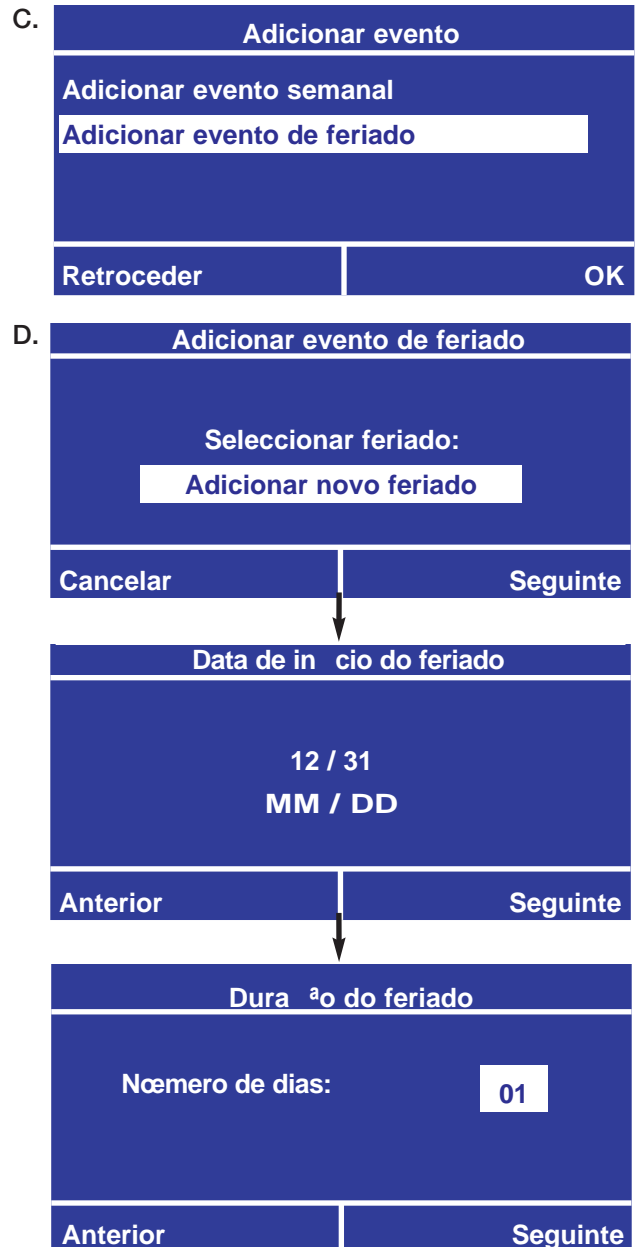 C.
Adicionar evento
Adicionar evento semanal
Adicionar evento de feriado
Retroceder OK
D.
Adicionar evento de feriado
Seleccionar feriado:
Adicionar novo feriado
Cancelar Seguinte
Data de in cio do feriado
12 / 31
MM / DD
Anterior Seguinte
Dura ªo do feriado
Nœmero de dias: 01
Anterior Seguinte